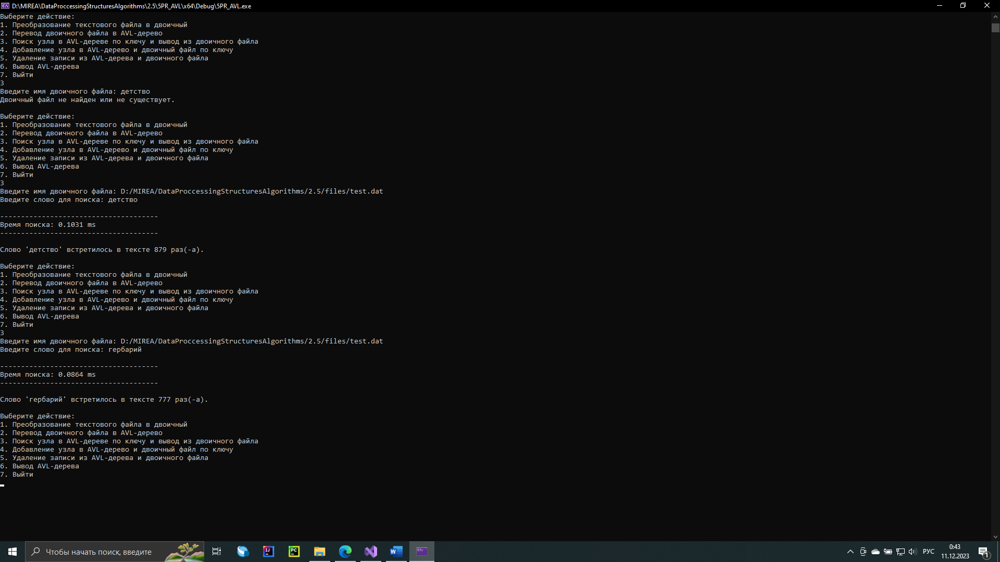 D:\MIREA\DataProccessingStructuresAlgorithms\2.5\5PR_AVL\x64\Debug\5PR_AVL.exe
Выберите действие:
1. Преобразование текстового файла в двоичный
2. Перевод двоичного файла в AVL-дерево
3. Поиск узла в AVL-дереве по ключу и вывод из двоичного файла
4. Добавление узла в AVL-дерево и двоичный файл по ключу
5. Удаление записи из AVL-дерева и двоичного файла
6. Вывод AVL-дерева
7. Выйти
3
Введите имя двоичного файла: детство
Двоичный файл не найден или не существует.
Выберите действие:
1. Преобразование текстового файла в двоичный
2. Перевод двоичного файла в AVL-дерево
3. Поиск узла в AVL-дереве по ключу и вывод из двоичного файла
4. Добавление узла в AVL-дерево и двоичный файл по ключу
5. Удаление записи из AVL-дерева и двоичного файла
6. Вывод AVL-дерева
7. Выйти
3
Введите имя двоичного файла: D:/MIREA/DataProccessingStructuresAlgorithms/2.5/files/test.dat
Введите слово для поиска: детство
--------------------------------------
Время поиска: 0.1031 ms
--------------------------------------
Слово 'детство' встретилось в тексте 879 раз(-а).
Выберите действие:
1. Преобразование текстового файла в двоичный
2. Перевод двоичного файла в AVL-дерево
3. Поиск узла в AVL-дереве по ключу и вывод из двоичного файла
4. Добавление узла в AVL-дерево и двоичный файл по ключу
5. Удаление записи из AVL-дерева и двоичного файла
6. Вывод AVL-дерева
7. Выйти
3
Введите имя двоичного файла: D:/MIREA/DataProccessingStructuresAlgorithms/2.5/files/test.dat
Введите слово для поиска: гербарий
--------------------------------------
Время поиска: 0.0864 ms
--------------------------------------
Слово 'гербарий' встретилось в тексте 777 раз(-а).
Выберите действие:
1. Преобразование текстового файла в двоичный
2. Перевод двоичного файла в AVL-дерево
3. Поиск узла в AVL-дереве по ключу и вывод из двоичного файла
4. Добавление узла в AVL-дерево и двоичный файл по ключу
5. Удаление записи из AVL-дерева и двоичного файла
6. Вывод AVL-дерева
7. Выйти
Чтобы начать поиск, введите
РУС
0:43
11.12.2023
1